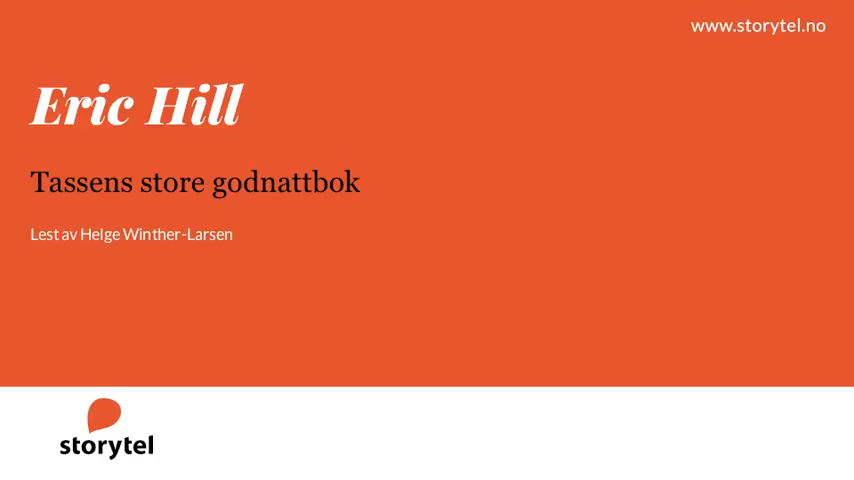 www.storytel.no
Eric Hill
Tassens store godnattbok
Lest av Helge Winther-Larsen
storytel